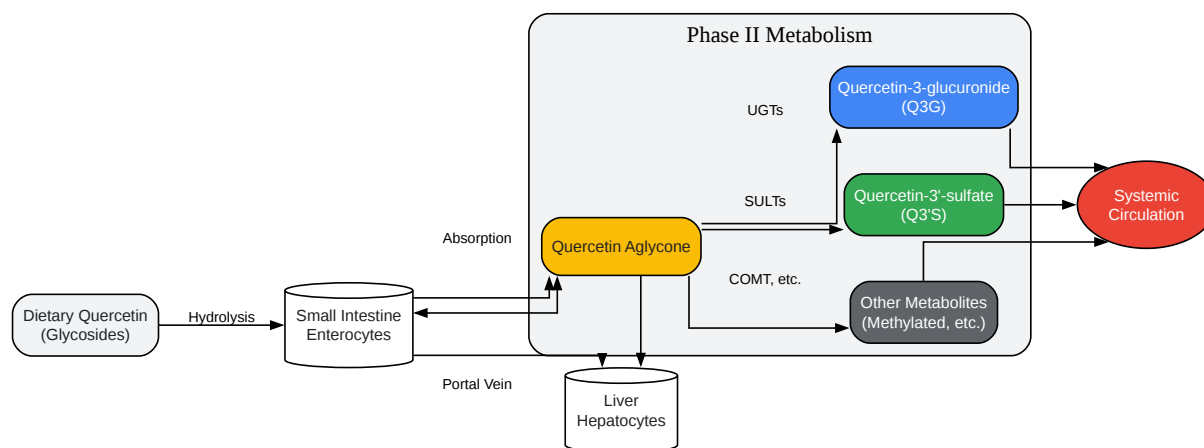 Phase II Metabolism
Quercetin-3-glucuronide
(Q3G)
UGTs
Quercetin-3'-sulfate
(Q3'S)
SULTs
Systemic
Circulation
Absorption
Quercetin Aglycone
COMT, etc.
Other Metabolites
(Methylated, etc.)
Dietary Quercetin
(Glycosides)
Hydrolysis
Small Intestine
Enterocytes
Portal Vein
Liver
Hepatocytes